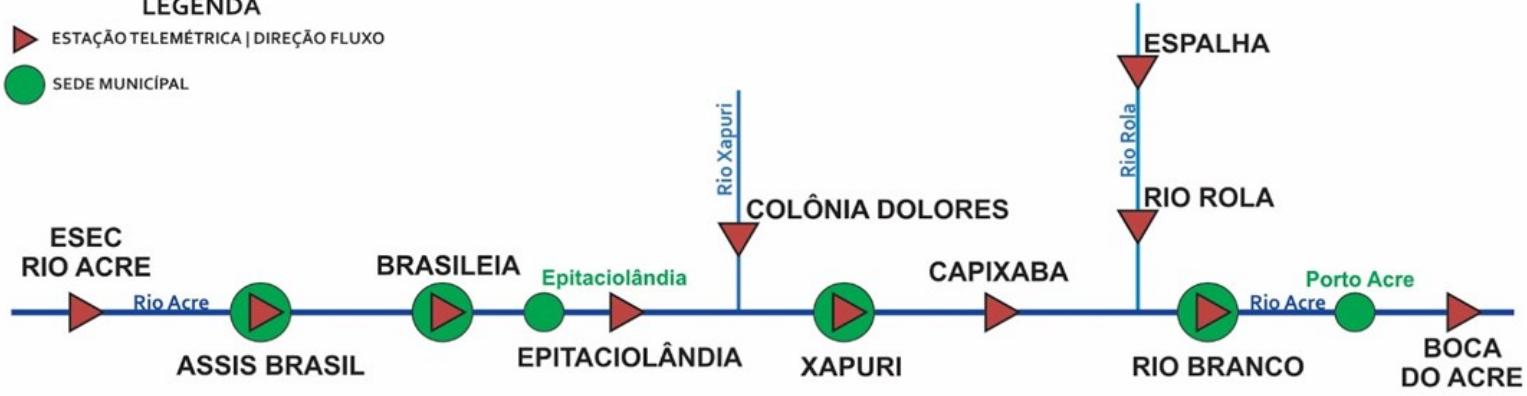 LEGENDA
ESTAÇÃO TELEMÉTRICA | DIREÇÃO FLUXO
SEDE MUNICÍPAL
ESPALHA
Rio Xapuri
Rio Rola
COLÔNIA DOLORES
RIO ROLA
ESEC
RIO ACRE
BRASILEIA
Epitaciolândia
CAPIXABA
Porto Acre
Rio Acre
Rio Acre
ASSIS BRASIL
EPITACIOLÂNDIA
XAPURI
RIO BRANCO
BOCA
DO ACRE